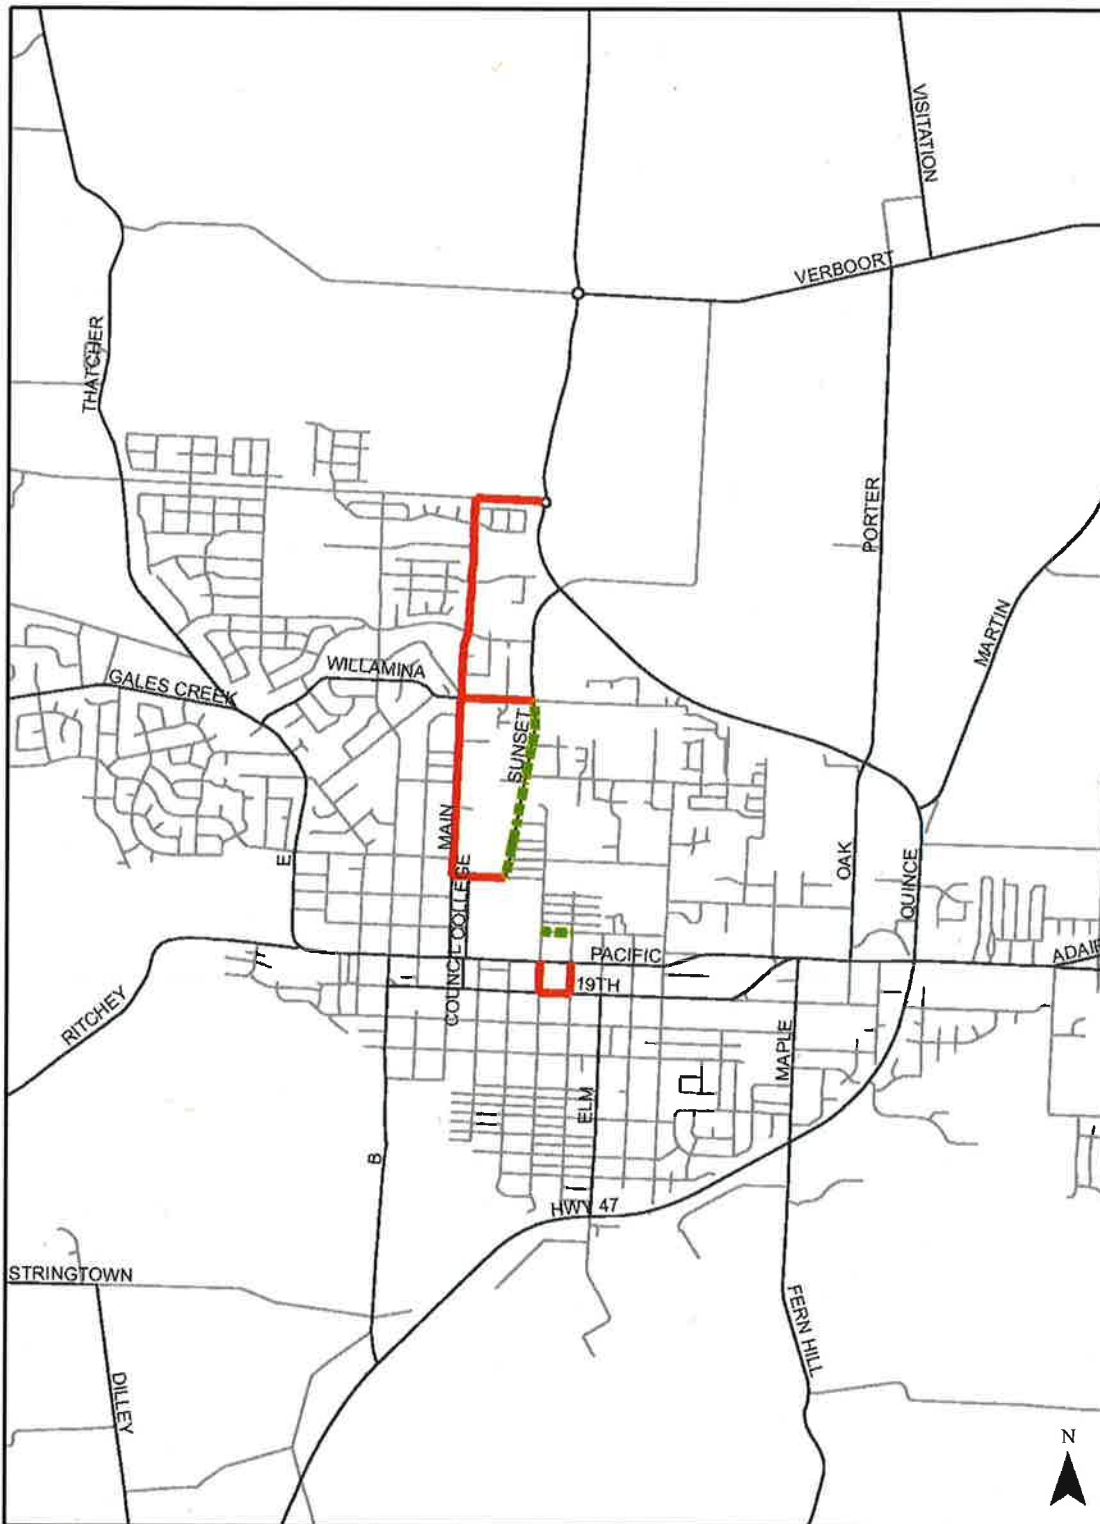 VISITATION
VERBOORT
THATCHER
PORTER
MARTIN
WILLAMINA
GALES CREEK
SUNSET
MAIN
E
COLLEGE
COUNCIL
OAK
QUINCE
PACIFIC
ADAIR
19TH
RITCHEY
MAPLE
ELM
B
HWY 47
STRINGTOWN
FERN HILL
DILLEY
N